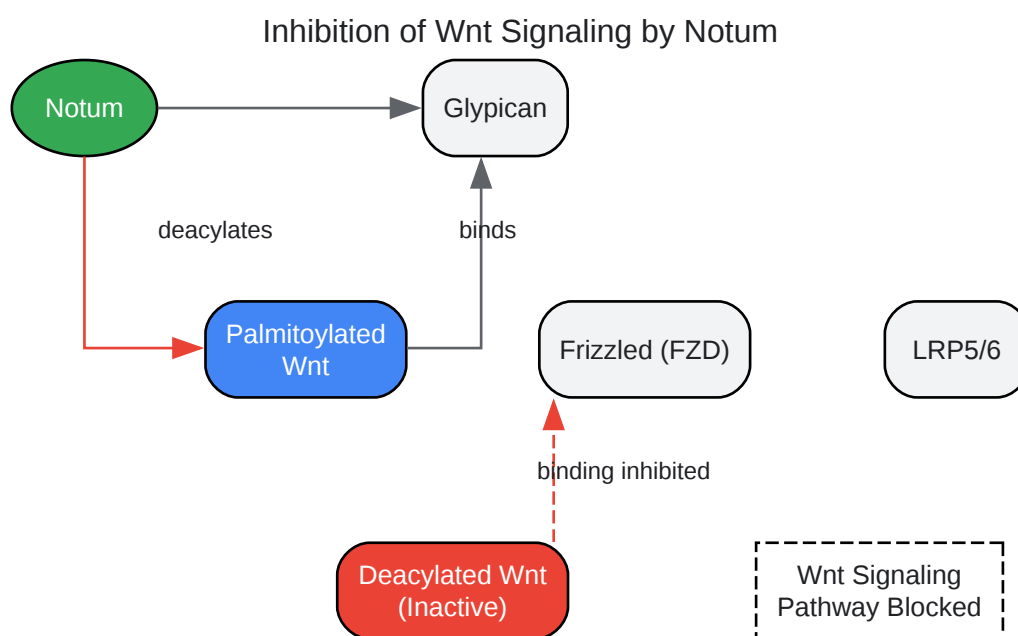 Inhibition of Wnt Signaling by Notum
Notum
Glypican
deacylates
binds
Palmitoylated
Wnt
Frizzled (FZD)
LRP5/6
binding inhibited
Deacylated Wnt
(Inactive)
Wnt Signaling
Pathway Blocked